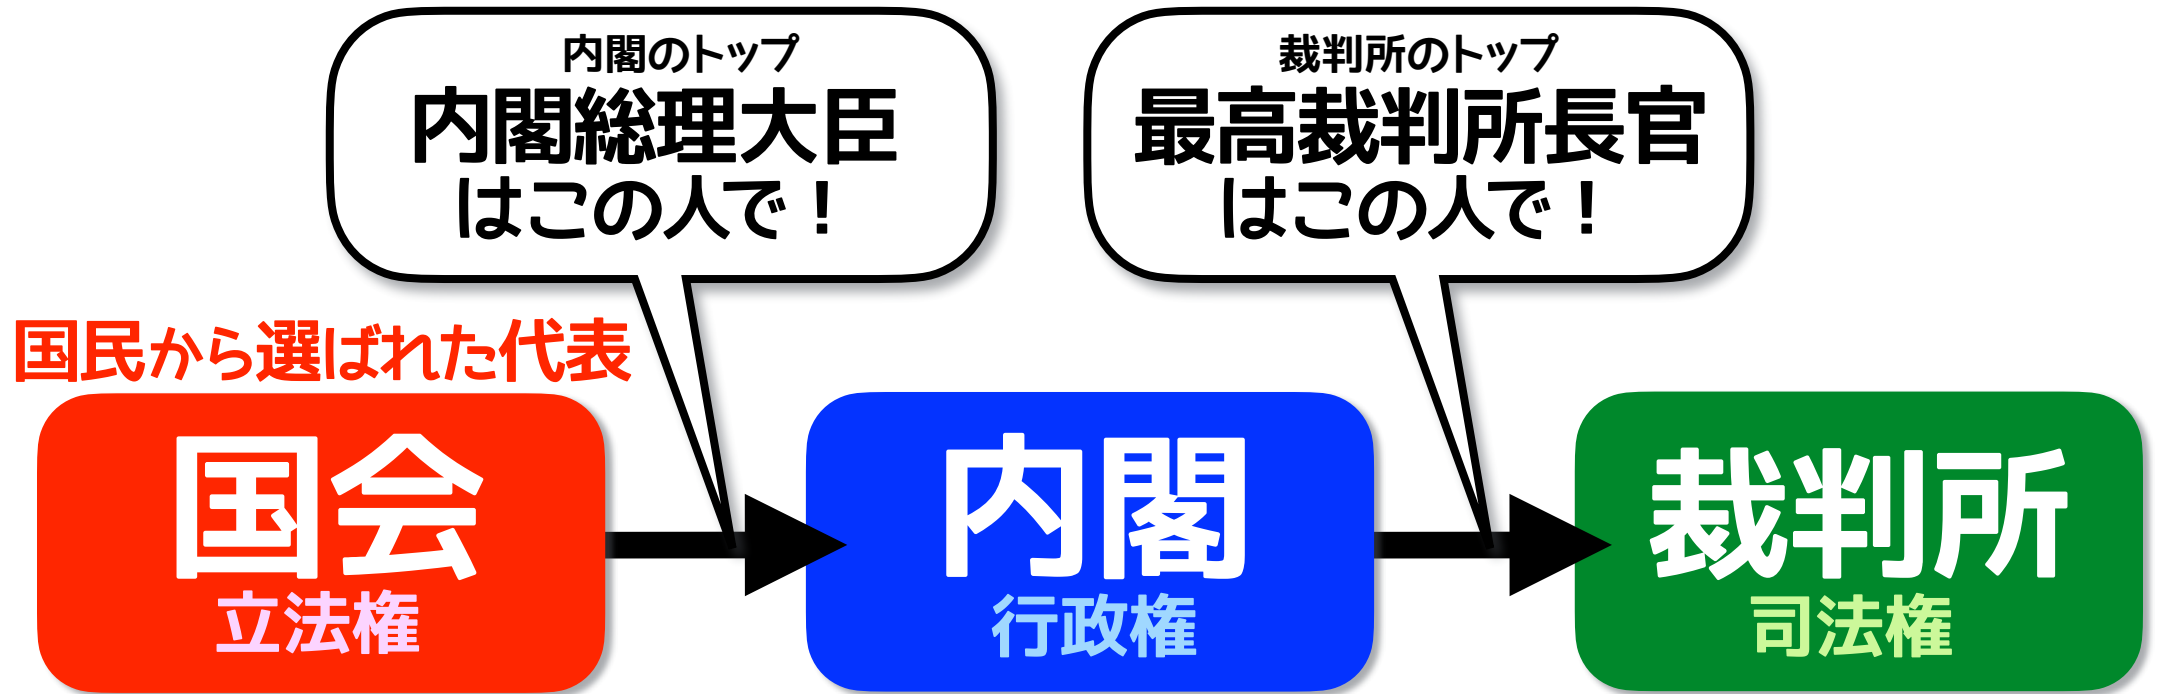 内閣のトップ
内閣総理大臣
はこの人で！
裁判所のトップ
最高裁判所長官
はこの人で！
国民から選ばれた代表
国会
立法権
内閣
行政権
裁判所
司法権